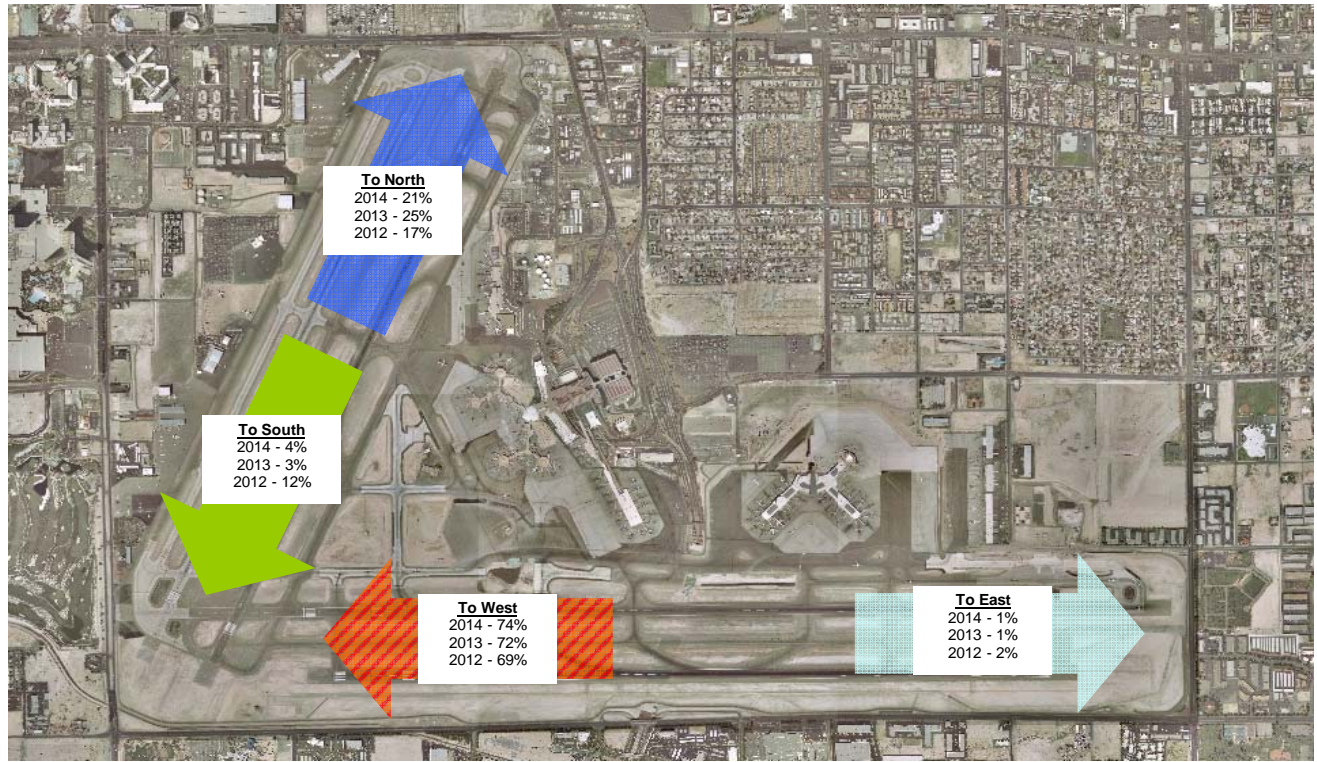 To North
2014 - 21%
2013 - 25%
2012 - 17%
To South
2014 - 4%
2013 - 3%
2012 - 12%
To West
2014 - 74%
2013 - 72%
2012 - 69%
To East
2014 - 1%
2013 - 1%
2012 - 2%